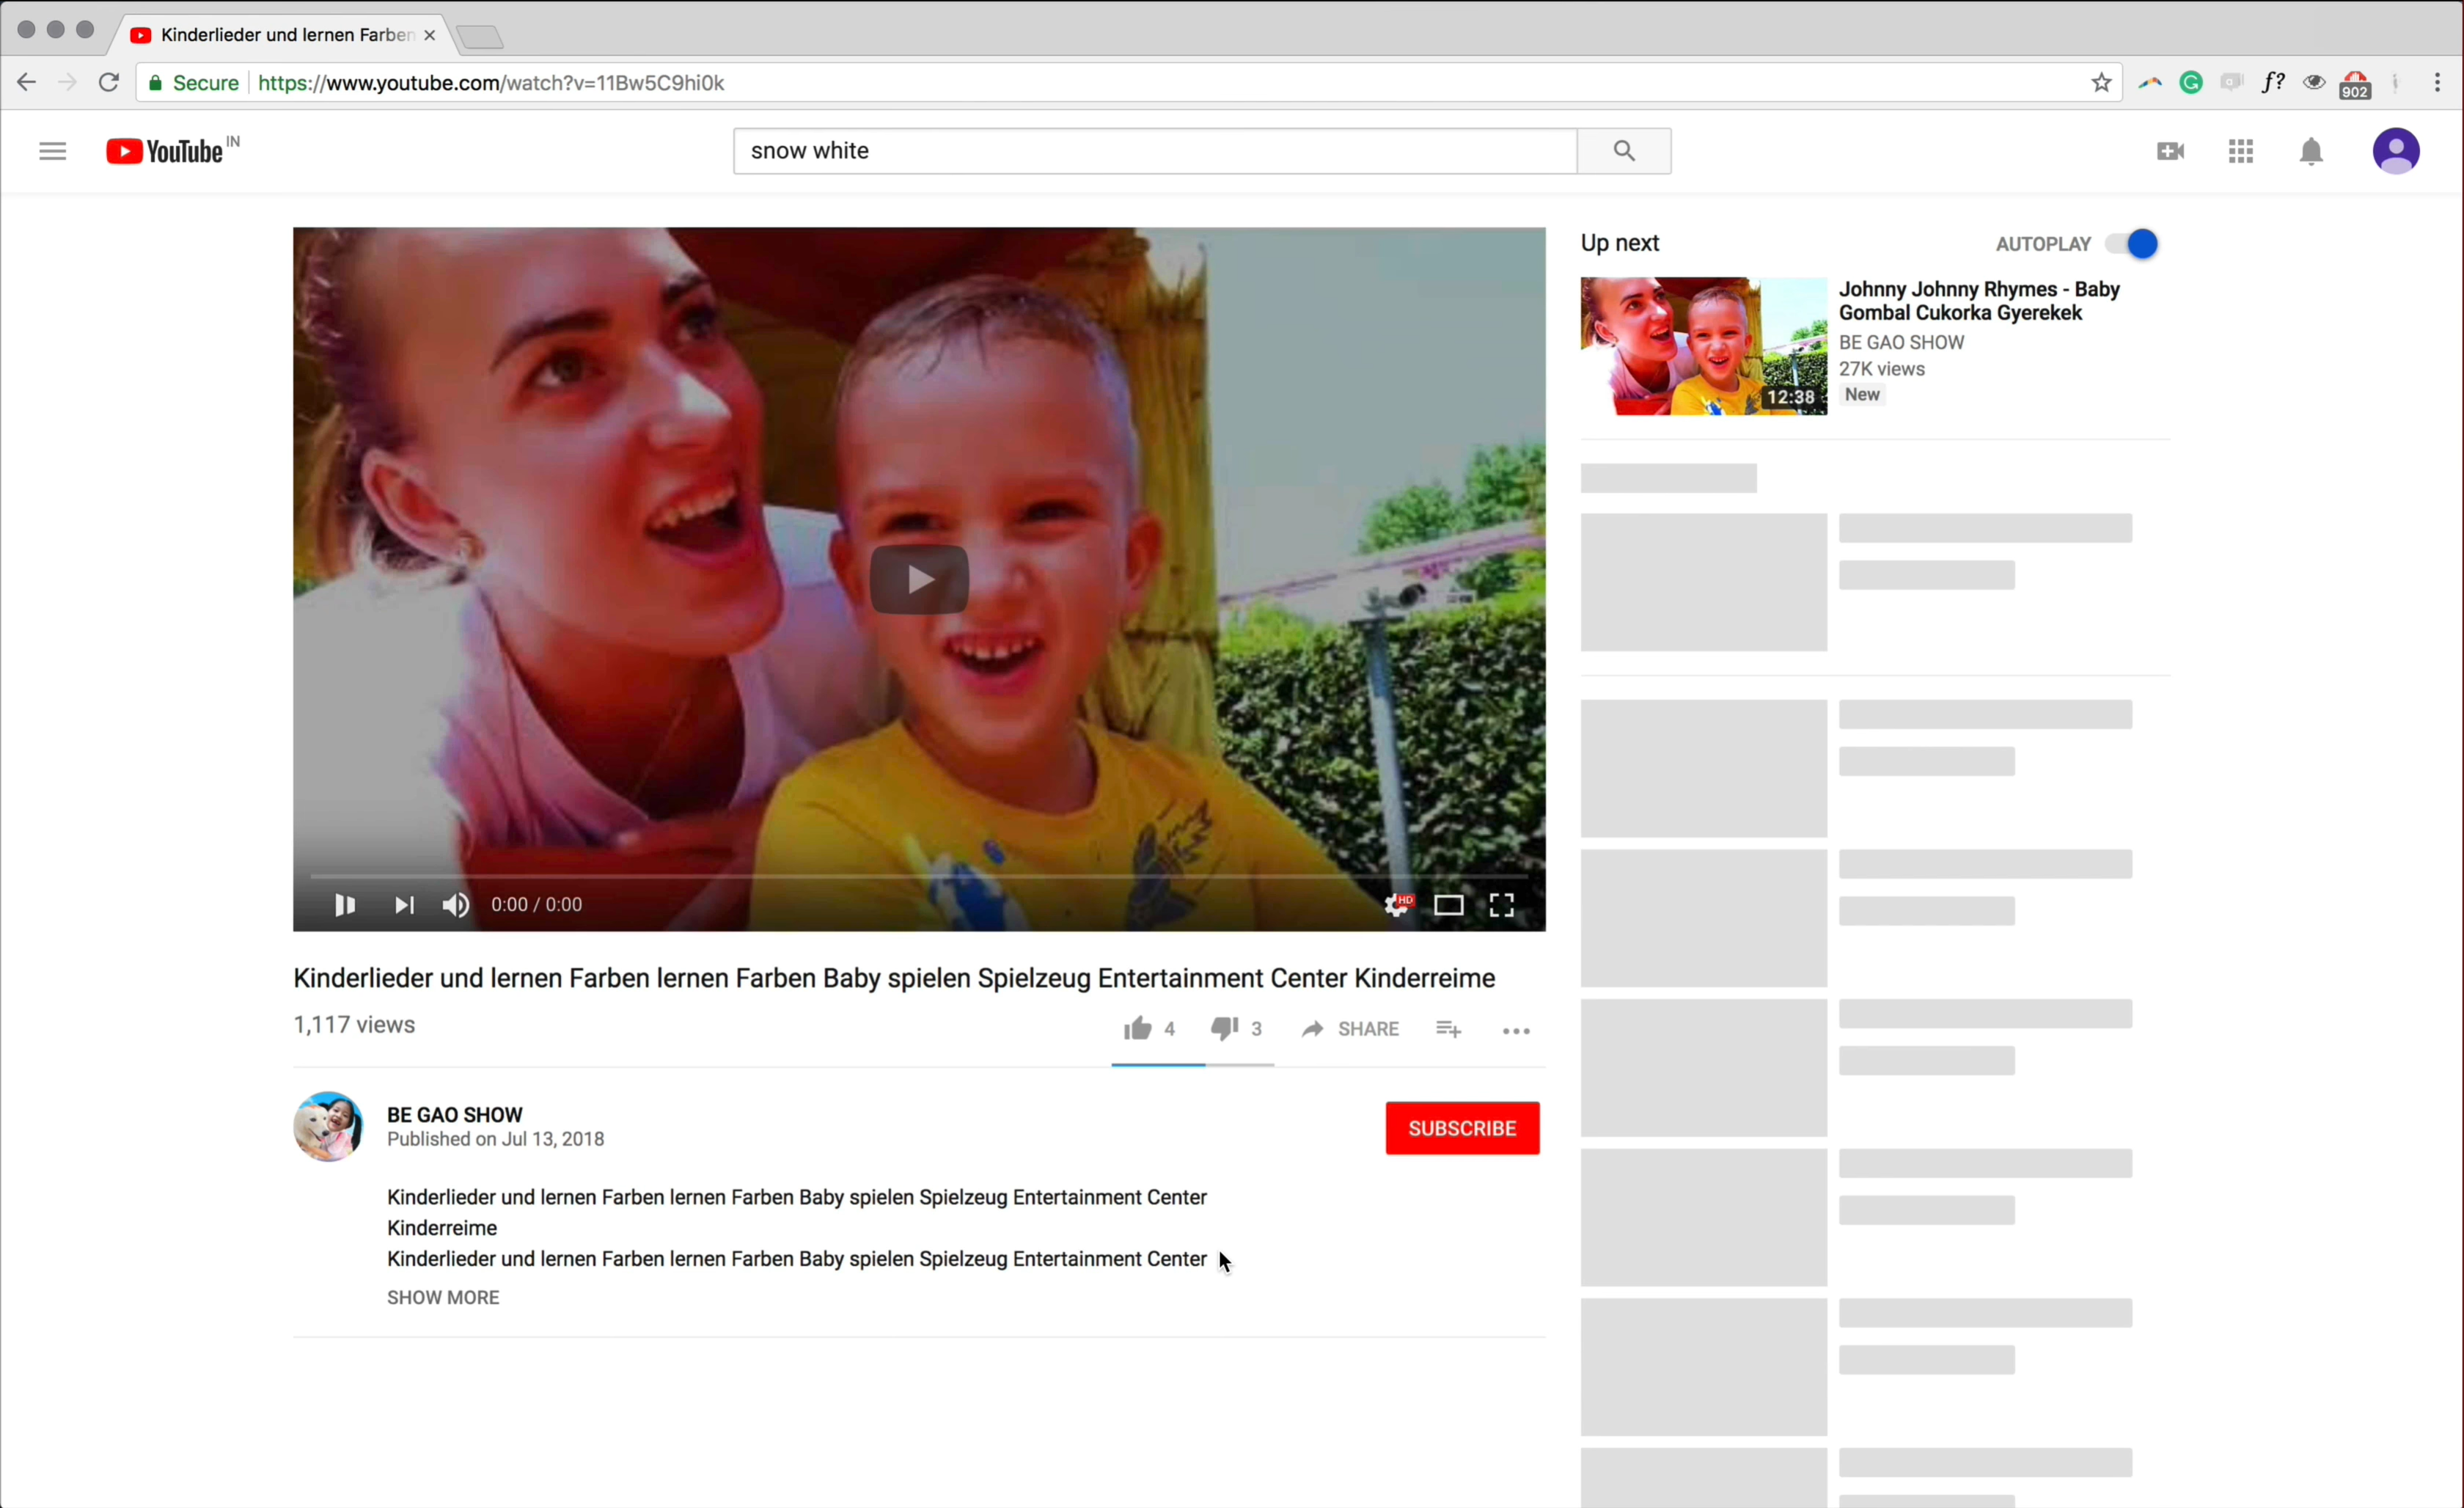 Kinderlieder und lernen Farben
Secure https://www.youtube.com/watch?v=11Bw5C9hi0k
f?
902
YouTube IN
snow white
Up next
AUTOPLAY
Johnny Johnny Rhymes - Baby
Gombal Cukorka Gyerekek
BE GAO SHOW
27K views
New
12:38
0:00 / 0:00
HD
Kinderlieder und lernen Farben lernen Farben Baby spielen Spielzeug Entertainment Center Kinderreime
1,117 views
4
3
SHARE
BE GAO SHOW
Published on Jul 13, 2018
SUBSCRIBE
Kinderlieder und lernen Farben lernen Farben Baby spielen Spielzeug Entertainment Center
Kinderreime
Kinderlieder und lernen Farben lernen Farben Baby spielen Spielzeug Entertainment Center
SHOW MORE